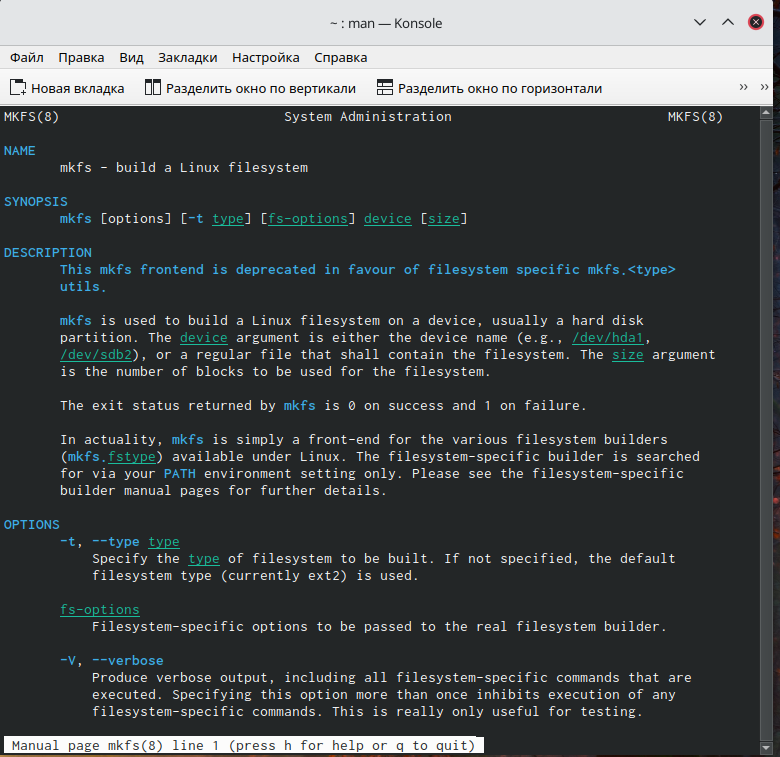 ~ : man — Konsole
Файл Правка Вид Закладки Настройка Справка
Новая вкладка Разделить окно по вертикали Разделить окно по горизонтали
MKFS(8) System Administration MKFS(8)
NAME
mkfs - build a Linux filesystem
SYNOPSIS
mkfs [options] [-t type] [fs-options] device [size]
DESCRIPTION
This mkfs frontend is deprecated in favour of filesystem specific mkfs.<type>
utils.
mkfs is used to build a Linux filesystem on a device, usually a hard disk
partition. The device argument is either the device name (e.g., /dev/hda1,
/dev/sdb2), or a regular file that shall contain the filesystem. The size argument
is the number of blocks to be used for the filesystem.
The exit status returned by mkfs is 0 on success and 1 on failure.
In actuality, mkfs is simply a front-end for the various filesystem builders
(mkfs.fstype) available under Linux. The filesystem-specific builder is searched
for via your PATH environment setting only. Please see the filesystem-specific
builder manual pages for further details.
OPTIONS
-t, --type type
Specify the type of filesystem to be built. If not specified, the default
filesystem type (currently ext2) is used.
fs-options
Filesystem-specific options to be passed to the real filesystem builder.
-V, --verbose
Produce verbose output, including all filesystem-specific commands that are
executed. Specifying this option more than once inhibits execution of any
filesystem-specific commands. This is really only useful for testing.
Manual page mkfs(8) line 1 (press h for help or q to quit)